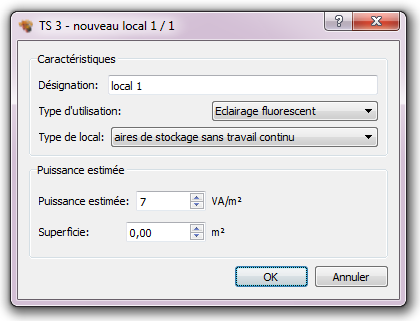 TS 3 - nouveau local 1 / 1
Caractéristiques
Désignation: local 1
Type d'utilisation: Eclairage fluorescent
Type de local: aires de stockage sans travail continu
Puissance estimée
Puissance estimée: 7 VA/m²
Superficie: 0,00 m²
OK Annuler